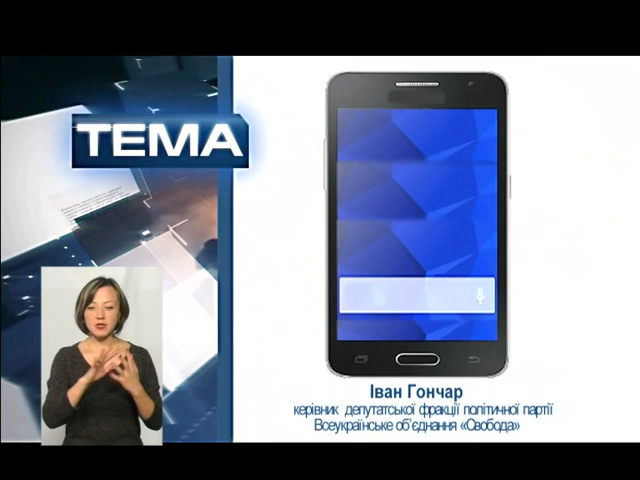 ТЕМА
Іван Гончар
керівник депутатської фракції політичної партії
Всеукраїнське об'єднання «Свобода»